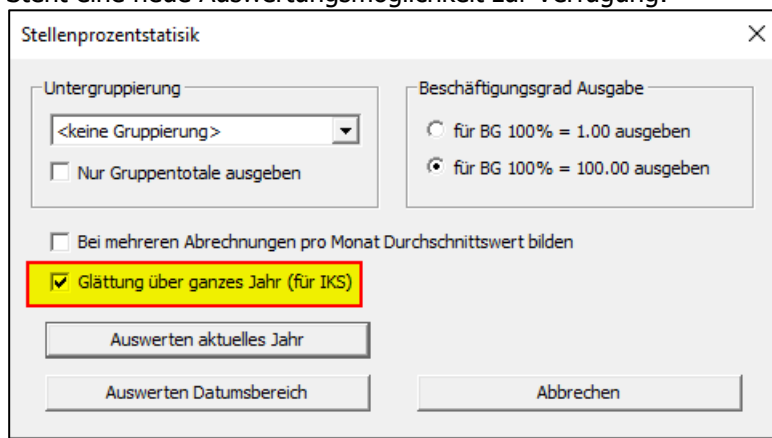 steht eine neue Auswertungsmöglichkeit zur Verfügung:
Stellenprozentstatisik
Untergruppierung
<keine Gruppierung>
Nur Gruppentotale ausgeben
Beschäftigungsgrad Ausgabe
für BG 100% = 1.00 ausgeben
für BG 100% = 100.00 ausgeben
Bei mehreren Abrechnungen pro Monat Durchschnittswert bilden
Glättung über ganzes Jahr (für IKS)
Auswerten aktuelles Jahr
Auswerten Datumsbereich
Abbrechen